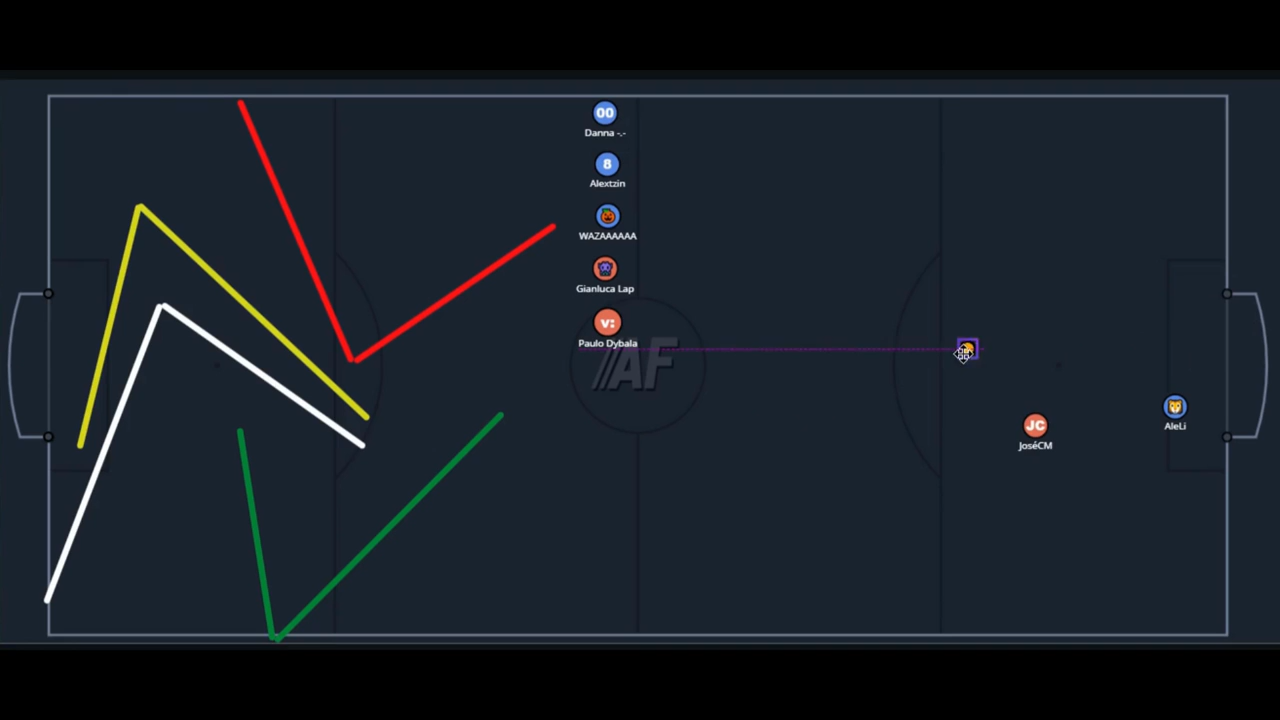 00
Danna -.-
8
Alextzin
WAZAAAAAA
Gianluca Lap
v:
Paulo Dybala
AF
JC
JoséCM
AleLi